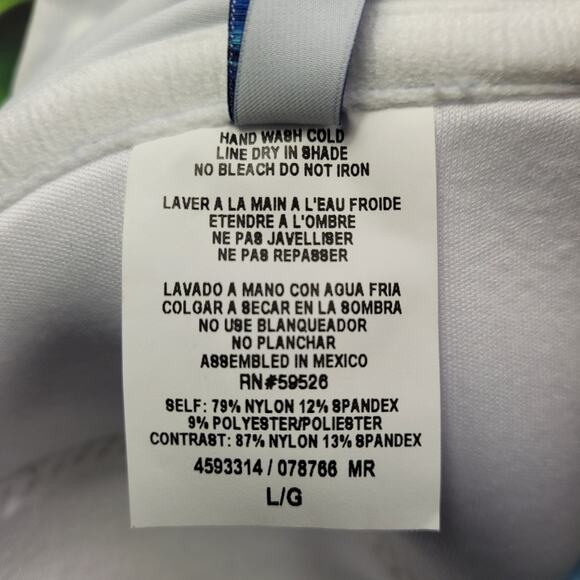 HAND WASH COLD
LINE DRY IN SHADE
NO BLEACH DO NOT IRON
LAVER A LA MAIN A L'EAU FROIDE
ETENDRE A L'OMBRE
NE PAS JAVELLISER
NE PAS REPASSER
LAVADO A MANO CON AGUA FRIA
COLGAR A SECAR EN LA SOMBRA
NO USE BLANQUEADOR
NO PLANCHAR
ASSEMBLED IN MEXICO
RN#59526
SELF: 79% NYLON 12% SPANDEX
9% POLYESTER/POLIESTER
CONTRAST: 87% NYLON 13% SPANDEX
4593314 / 078766 MR
L/G